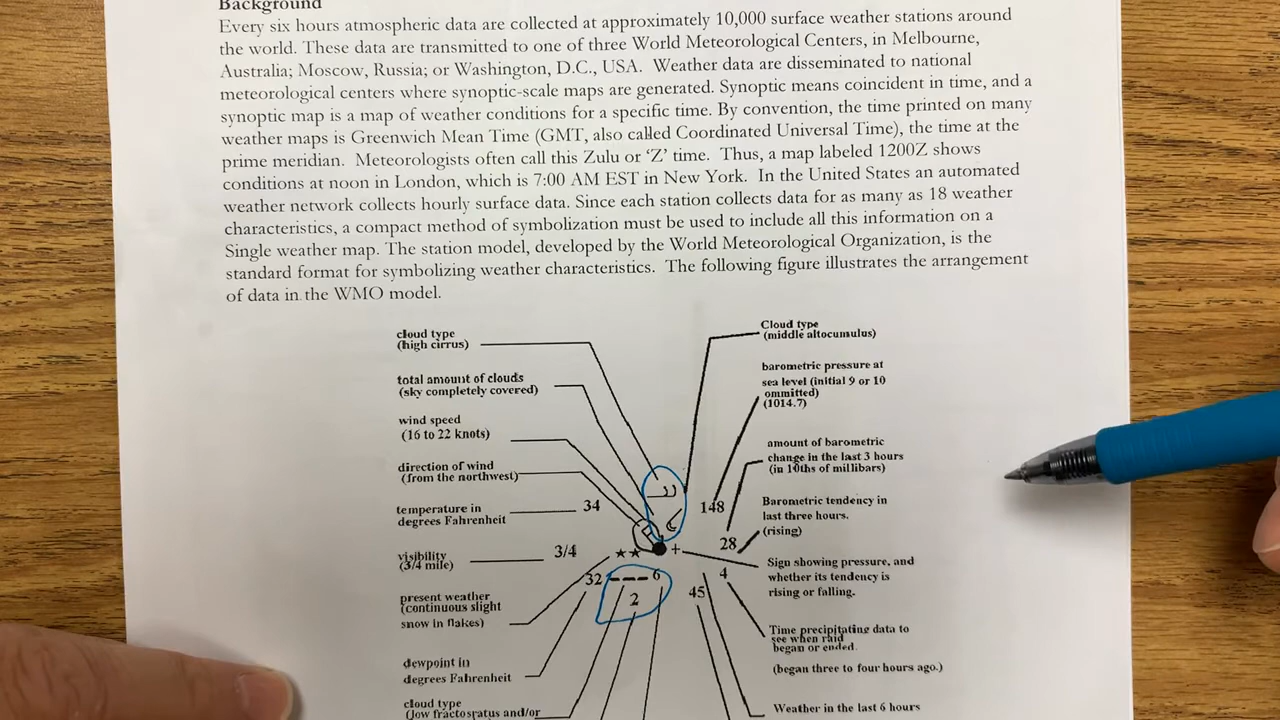 Background
Every six hours atmospheric data are collected at approximately 10,000 surface weather stations around
the world. These data are transmitted to one of three World Meteorological Centers, in Melbourne,
Australia; Moscow, Russia; or Washington, D.C., USA. Weather data are disseminated to national
meteorological centers where synoptic-scale maps are generated. Synoptic means coincident in time, and a
synoptic map is a map of weather conditions for a specific time. By convention, the time printed on many
weather maps is Greenwich Mean Time (GMT, also called Coordinated Universal Time), the time at the
prime meridian. Meteorologists often call this Zulu or ‘Z’ time. Thus, a map labeled 1200Z shows
conditions at noon in London, which is 7:00 AM EST in New York. In the United States an automated
weather network collects hourly surface data. Since each station collects data for as many as 18 weather
characteristics, a compact method of symbolization must be used to include all this information on a
Single weather map. The station model, developed by the World Meteorological Organization, is the
standard format for symbolizing weather characteristics. The following figure illustrates the arrangement
of data in the WMO model.
cloud type
(high cirrus)
total amount of clouds
(sky completely covered)
wind speed
(16 to 22 knots)
direction of wind
(from the northwest)
temperature in
degrees Fahrenheit
visibility
(3/4 mile)
present weather
(continuous slight
snow in flakes)
dewpoint in
degrees Fahrenheit
cloud type
(low fractostratus and/or
34
3/4
32
6
2
148
28
+
4
45
Cloud type
(middle altocumulus)
barometric pressure at
sea level (initial 9 or 10
ommitted)
(1014.7)
amount of barometric
change in the last 3 hours
(in 10ths of millibars)
Barometric tendency in
last three hours.
(rising)
Sign showing pressure, and
whether its tendency is
rising or falling.
Time precipitating data to
see when raid
began or ended.
(began three to four hours ago.)
Weather in the last 6 hours